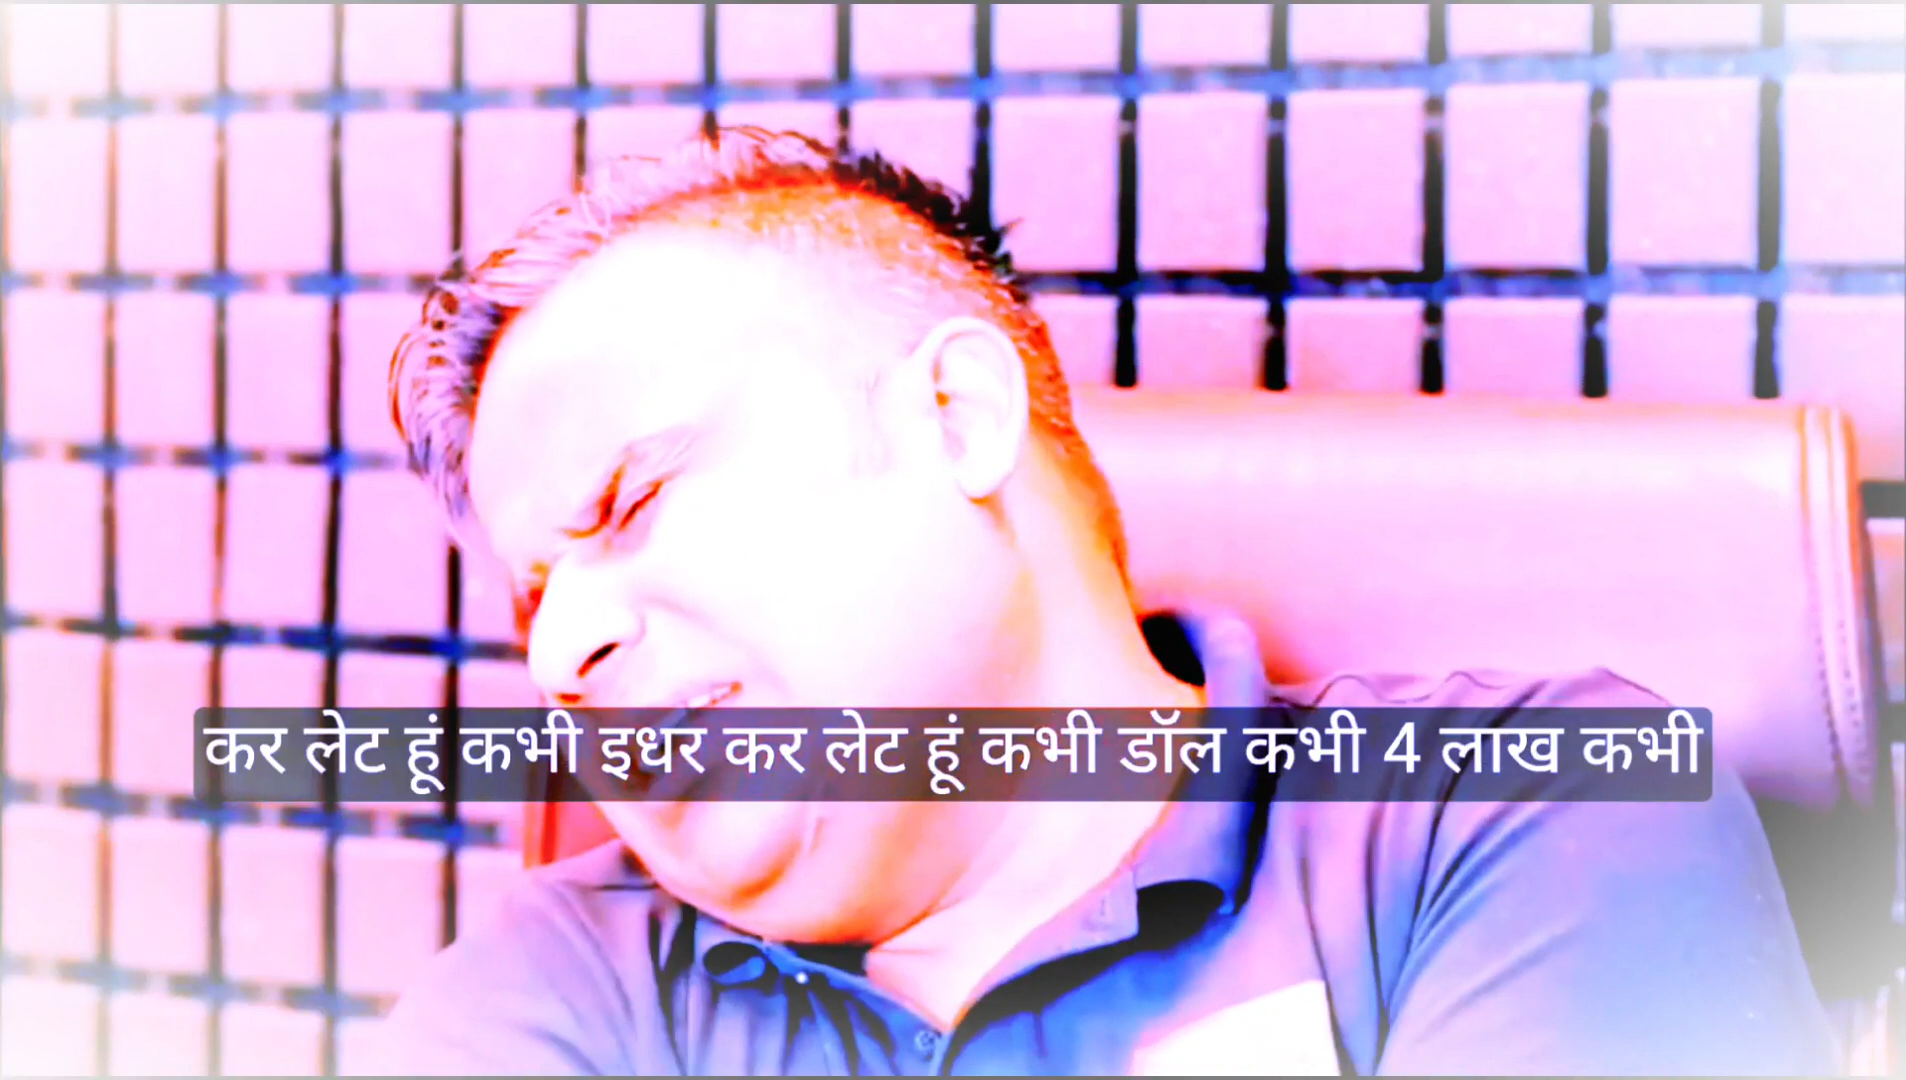 कर लेट हूं कभी इधर कर लेट हूं कभी डॉल कभी 4 लाख कभी